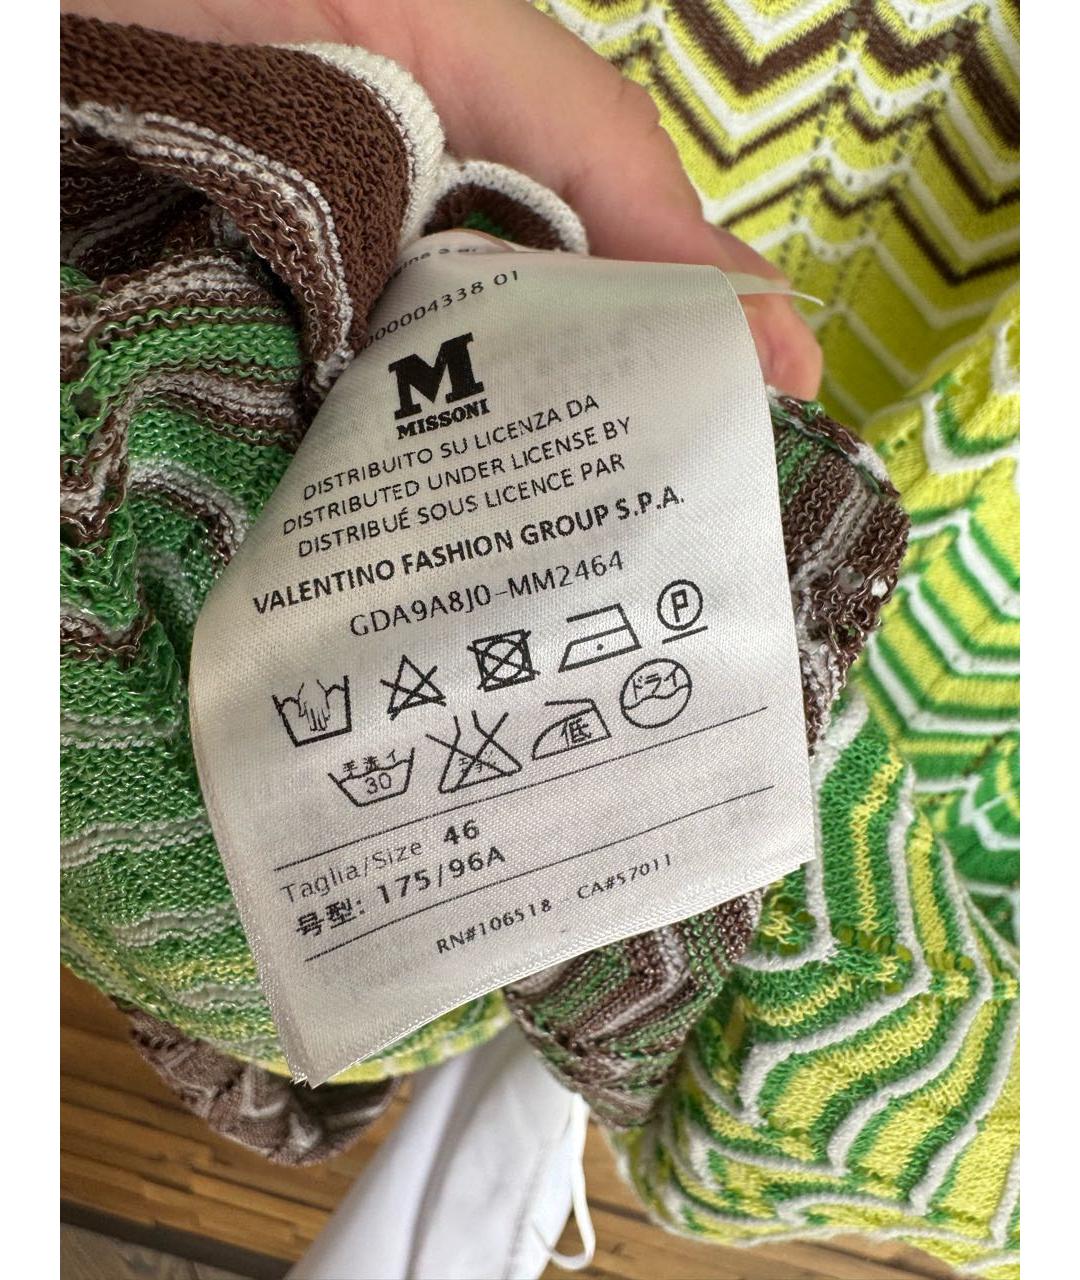 000004338 01
M
MISSONI
DISTRIBUITO SU LICENZA DA
DISTRIBUTED UNDER LICENSE BY
DISTRIBUÉ SOUS LICENCE PAR
VALENTINO FASHION GROUP S.P.A.
GDA9A8J0-MM2464
P
ドライ
手洗イ
30
低
Taglia/Size 46
号型: 175/96A
RN#106518 - CA#57011